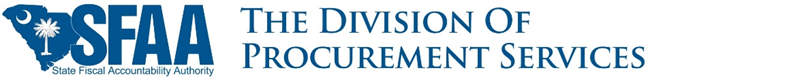 SFAA
State Fiscal Accountability Authority
THE DIVISION OF
PROCUREMENT SERVICES